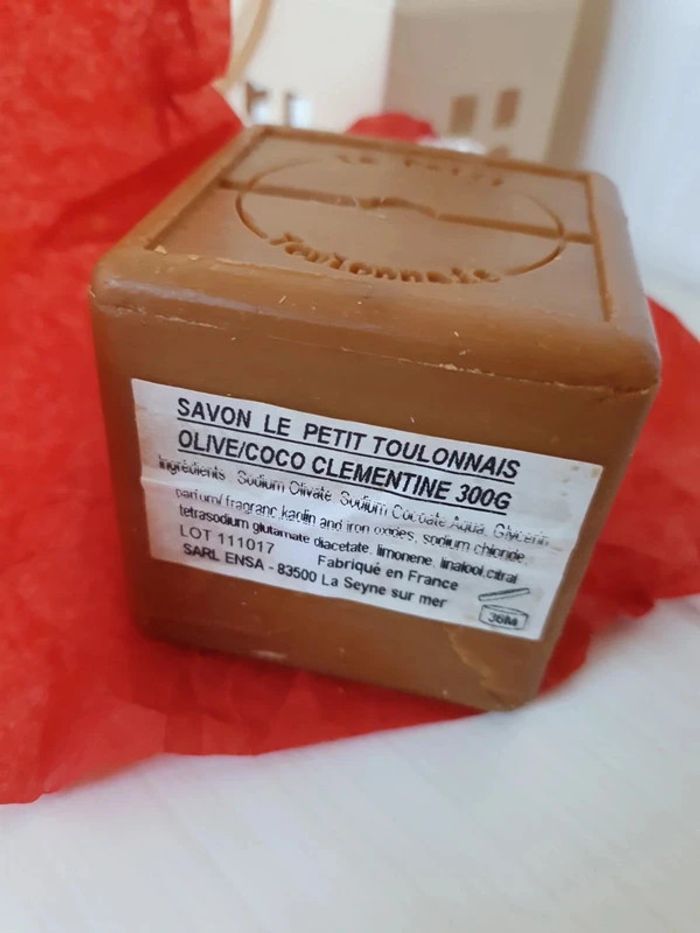 Toulonnais
SAVON LE PETIT TOULONNAIS
OLIVE/COCO CLEMENTINE 300G
Ingrédients Sodium Olivate Sodium Cocoate Aqua, Glycerin
parfum/ fragranc,kaolin and iron oxides, sodium chloride,
tetrasodium glutamate diacetate, limonene, linalool,citral
LOT 111017 Fabriqué en France
SARL ENSA - 83500 La Seyne sur mer
36M